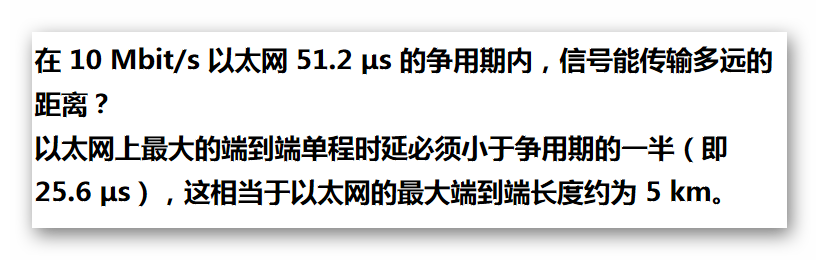 在 10 Mbit/s 以太网 51.2 μs 的争用期内，信号能传输多远的
距离？
以太网上最大的端到端单程时延必须小于争用期的一半（即
25.6 μs），这相当于以太网的最大端到端长度约为 5 km。